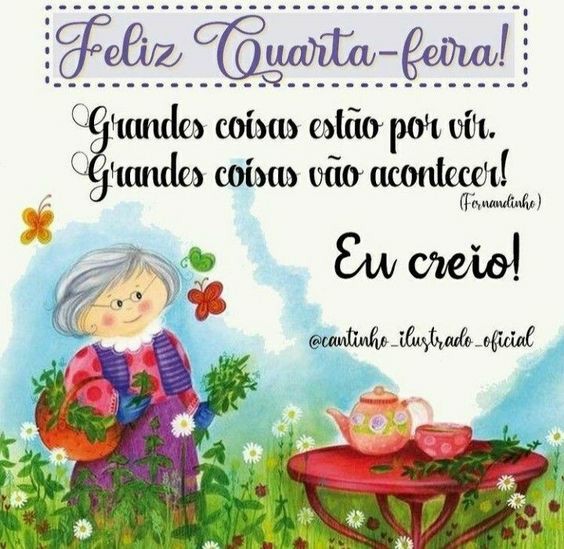 Feliz Quarta-feira!
Grandes coisas estão por vir.
Grandes coisas vão acontecer!
(Fernandinho)
Eu creio!
@cantinho_ilustrado_oficial